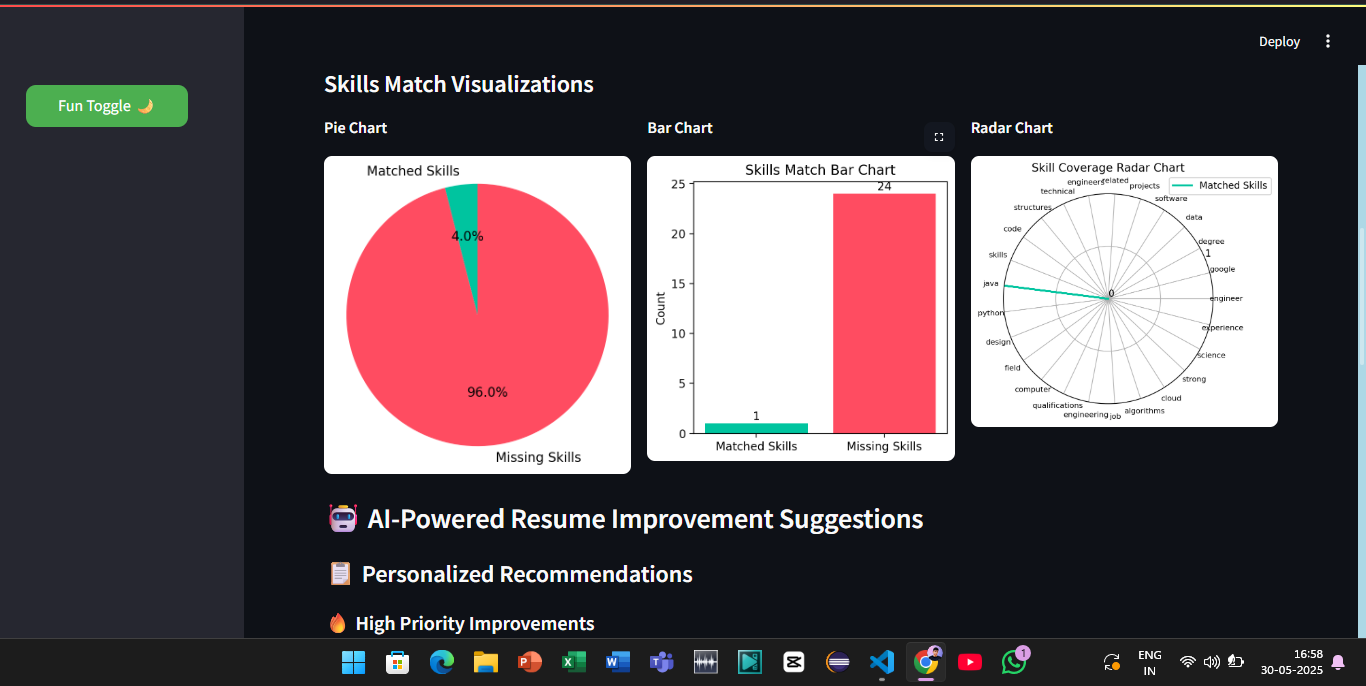 Deploy
Fun Toggle 🌙
Skills Match Visualizations
Pie Chart
Matched Skills
4.0%
96.0%
Missing Skills
Bar Chart
Skills Match Bar Chart
25
20
15
10
5
0
Count
1
24
Matched Skills
Missing Skills
Radar Chart
Skill Coverage Radar Chart
Matched Skills
engineers
related
projects
technical
software
structures
data
code
degree
1
skills
google
java
0
engineer
python
experience
design
science
field
strong
computer
cloud
qualifications
algorithms
engineering
job
🤖 AI-Powered Resume Improvement Suggestions
📋 Personalized Recommendations
🔥 High Priority Improvements
1
ENG
IN
16:58
30-05-2025